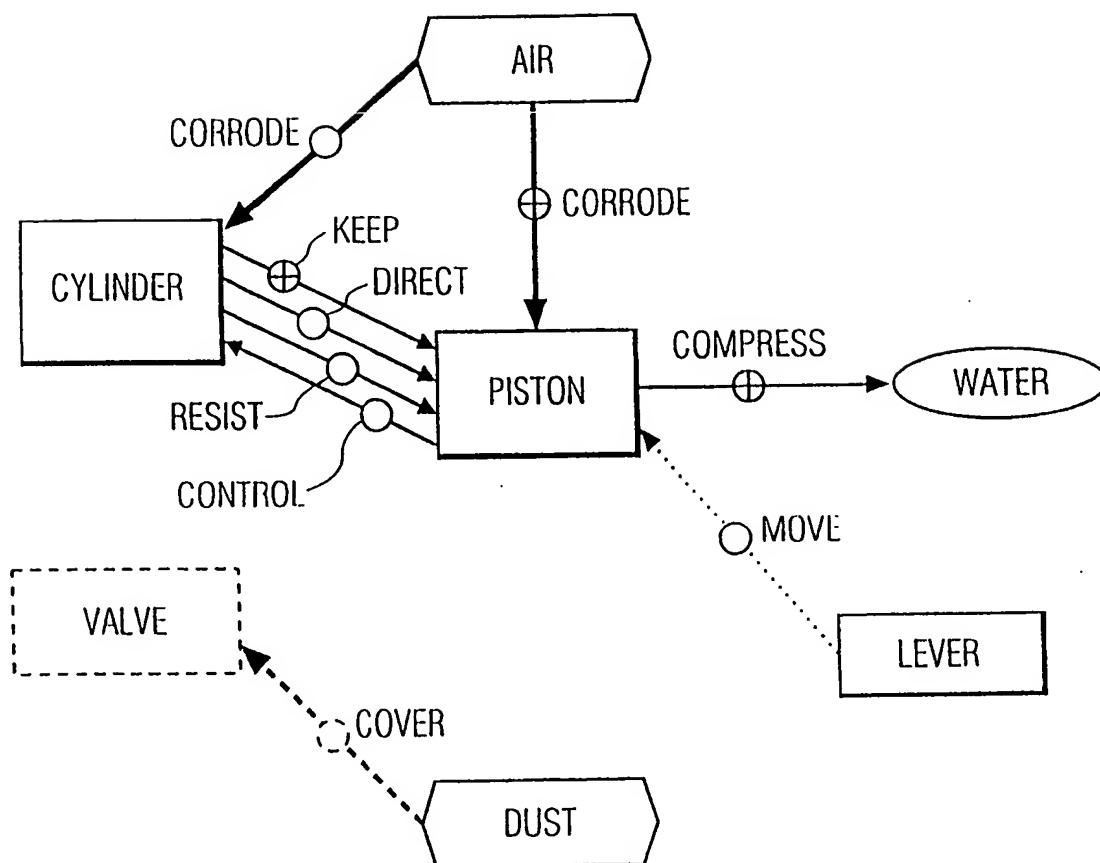 AIR
CORRODE
CORRODE
KEEP
CYLINDER
DIRECT
COMPRESS
PISTON
WATER
RESIST
CONTROL
MOVE
VALVE
LEVER
COVER
DUST